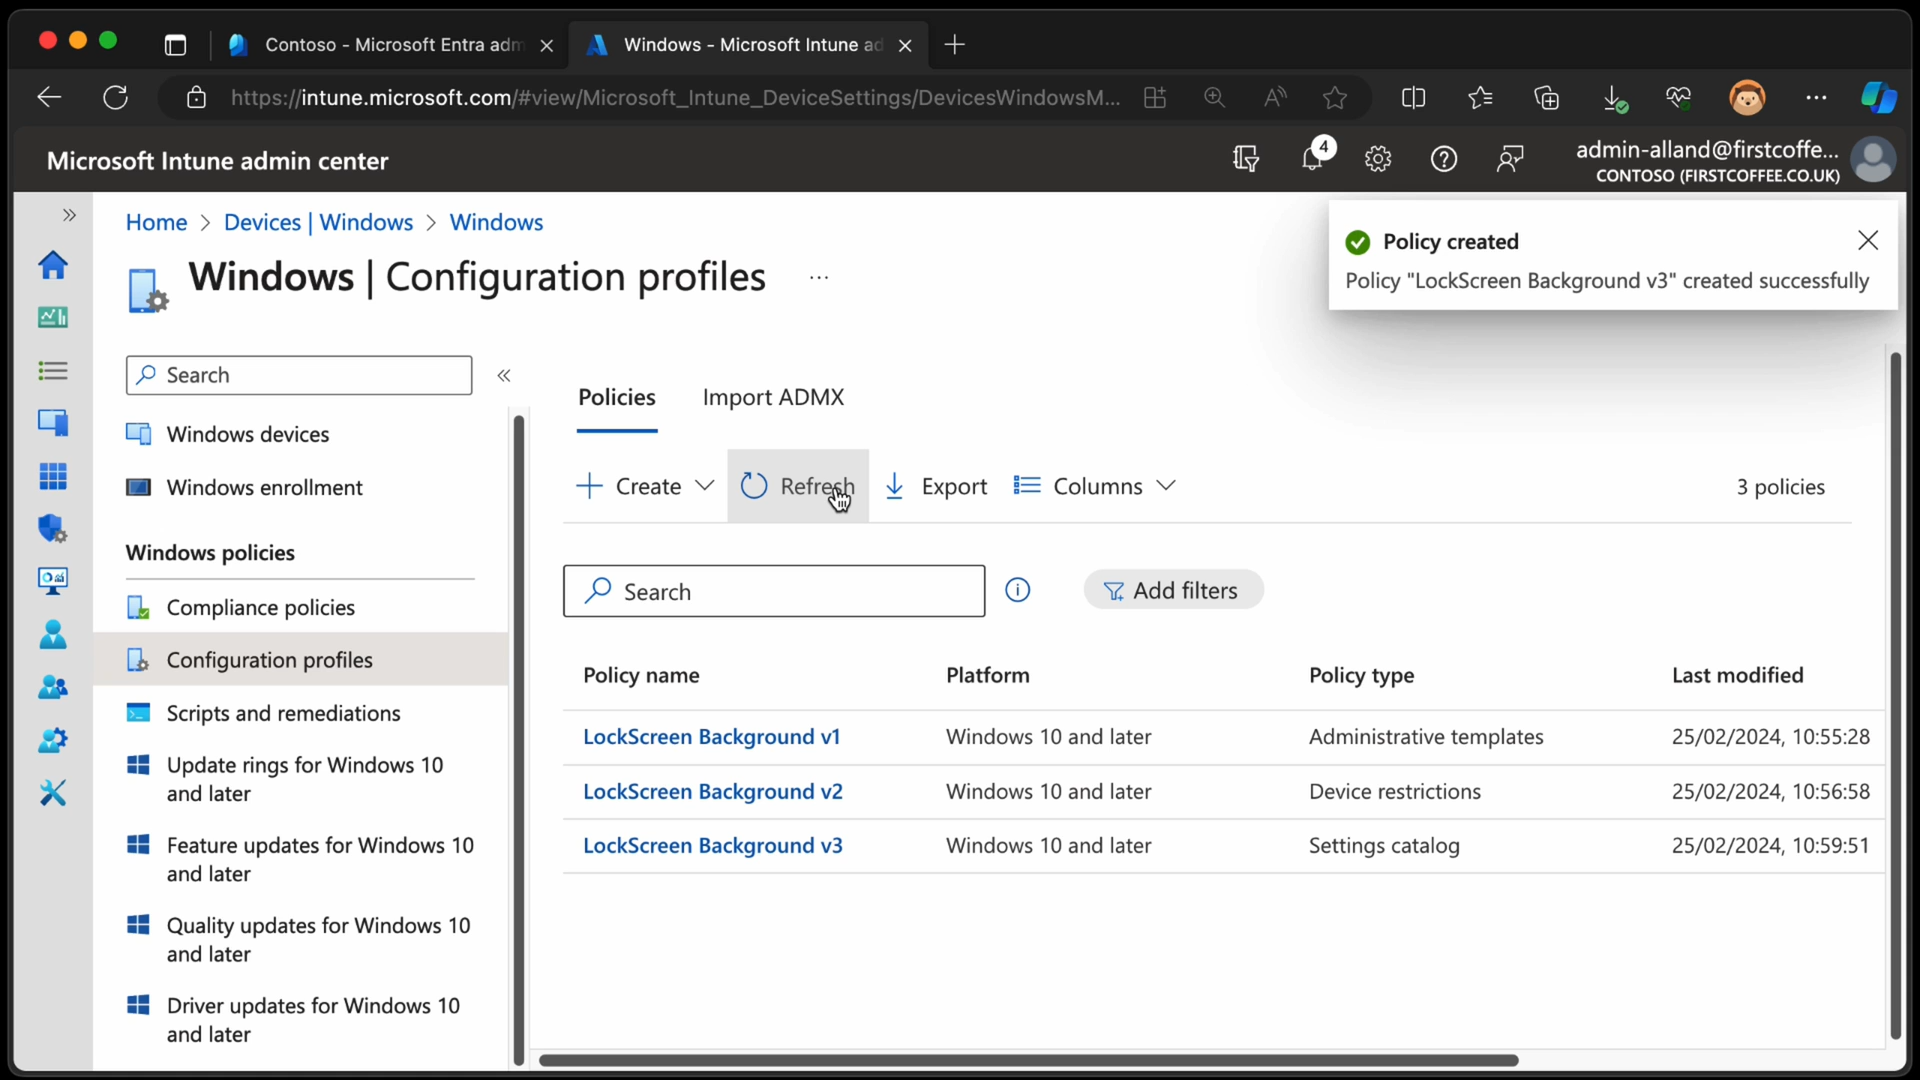 Contoso - Microsoft Entra adm
Windows - Microsoft Intune ad
https://intune.microsoft.com/#view/Microsoft_Intune_DeviceSettings/DevicesWindowsM...
Microsoft Intune admin center
4
admin-alland@firstcoffe...
CONTOSO (FIRSTCOFFEE.CO.UK)
Home > Devices | Windows > Windows
Windows | Configuration profiles ...
Policy created
Policy "LockScreen Background v3" created successfully
Search
Windows devices
Windows enrollment
Windows policies
Compliance policies
Configuration profiles
Scripts and remediations
Update rings for Windows 10
and later
Feature updates for Windows 10
and later
Quality updates for Windows 10
and later
Driver updates for Windows 10
and later
Policies Import ADMX
Create Refresh Export Columns 3 policies
Search Add filters
Policy name Platform Policy type Last modified
LockScreen Background v1 Windows 10 and later Administrative templates 25/02/2024, 10:55:28
LockScreen Background v2 Windows 10 and later Device restrictions 25/02/2024, 10:56:58
LockScreen Background v3 Windows 10 and later Settings catalog 25/02/2024, 10:59:51